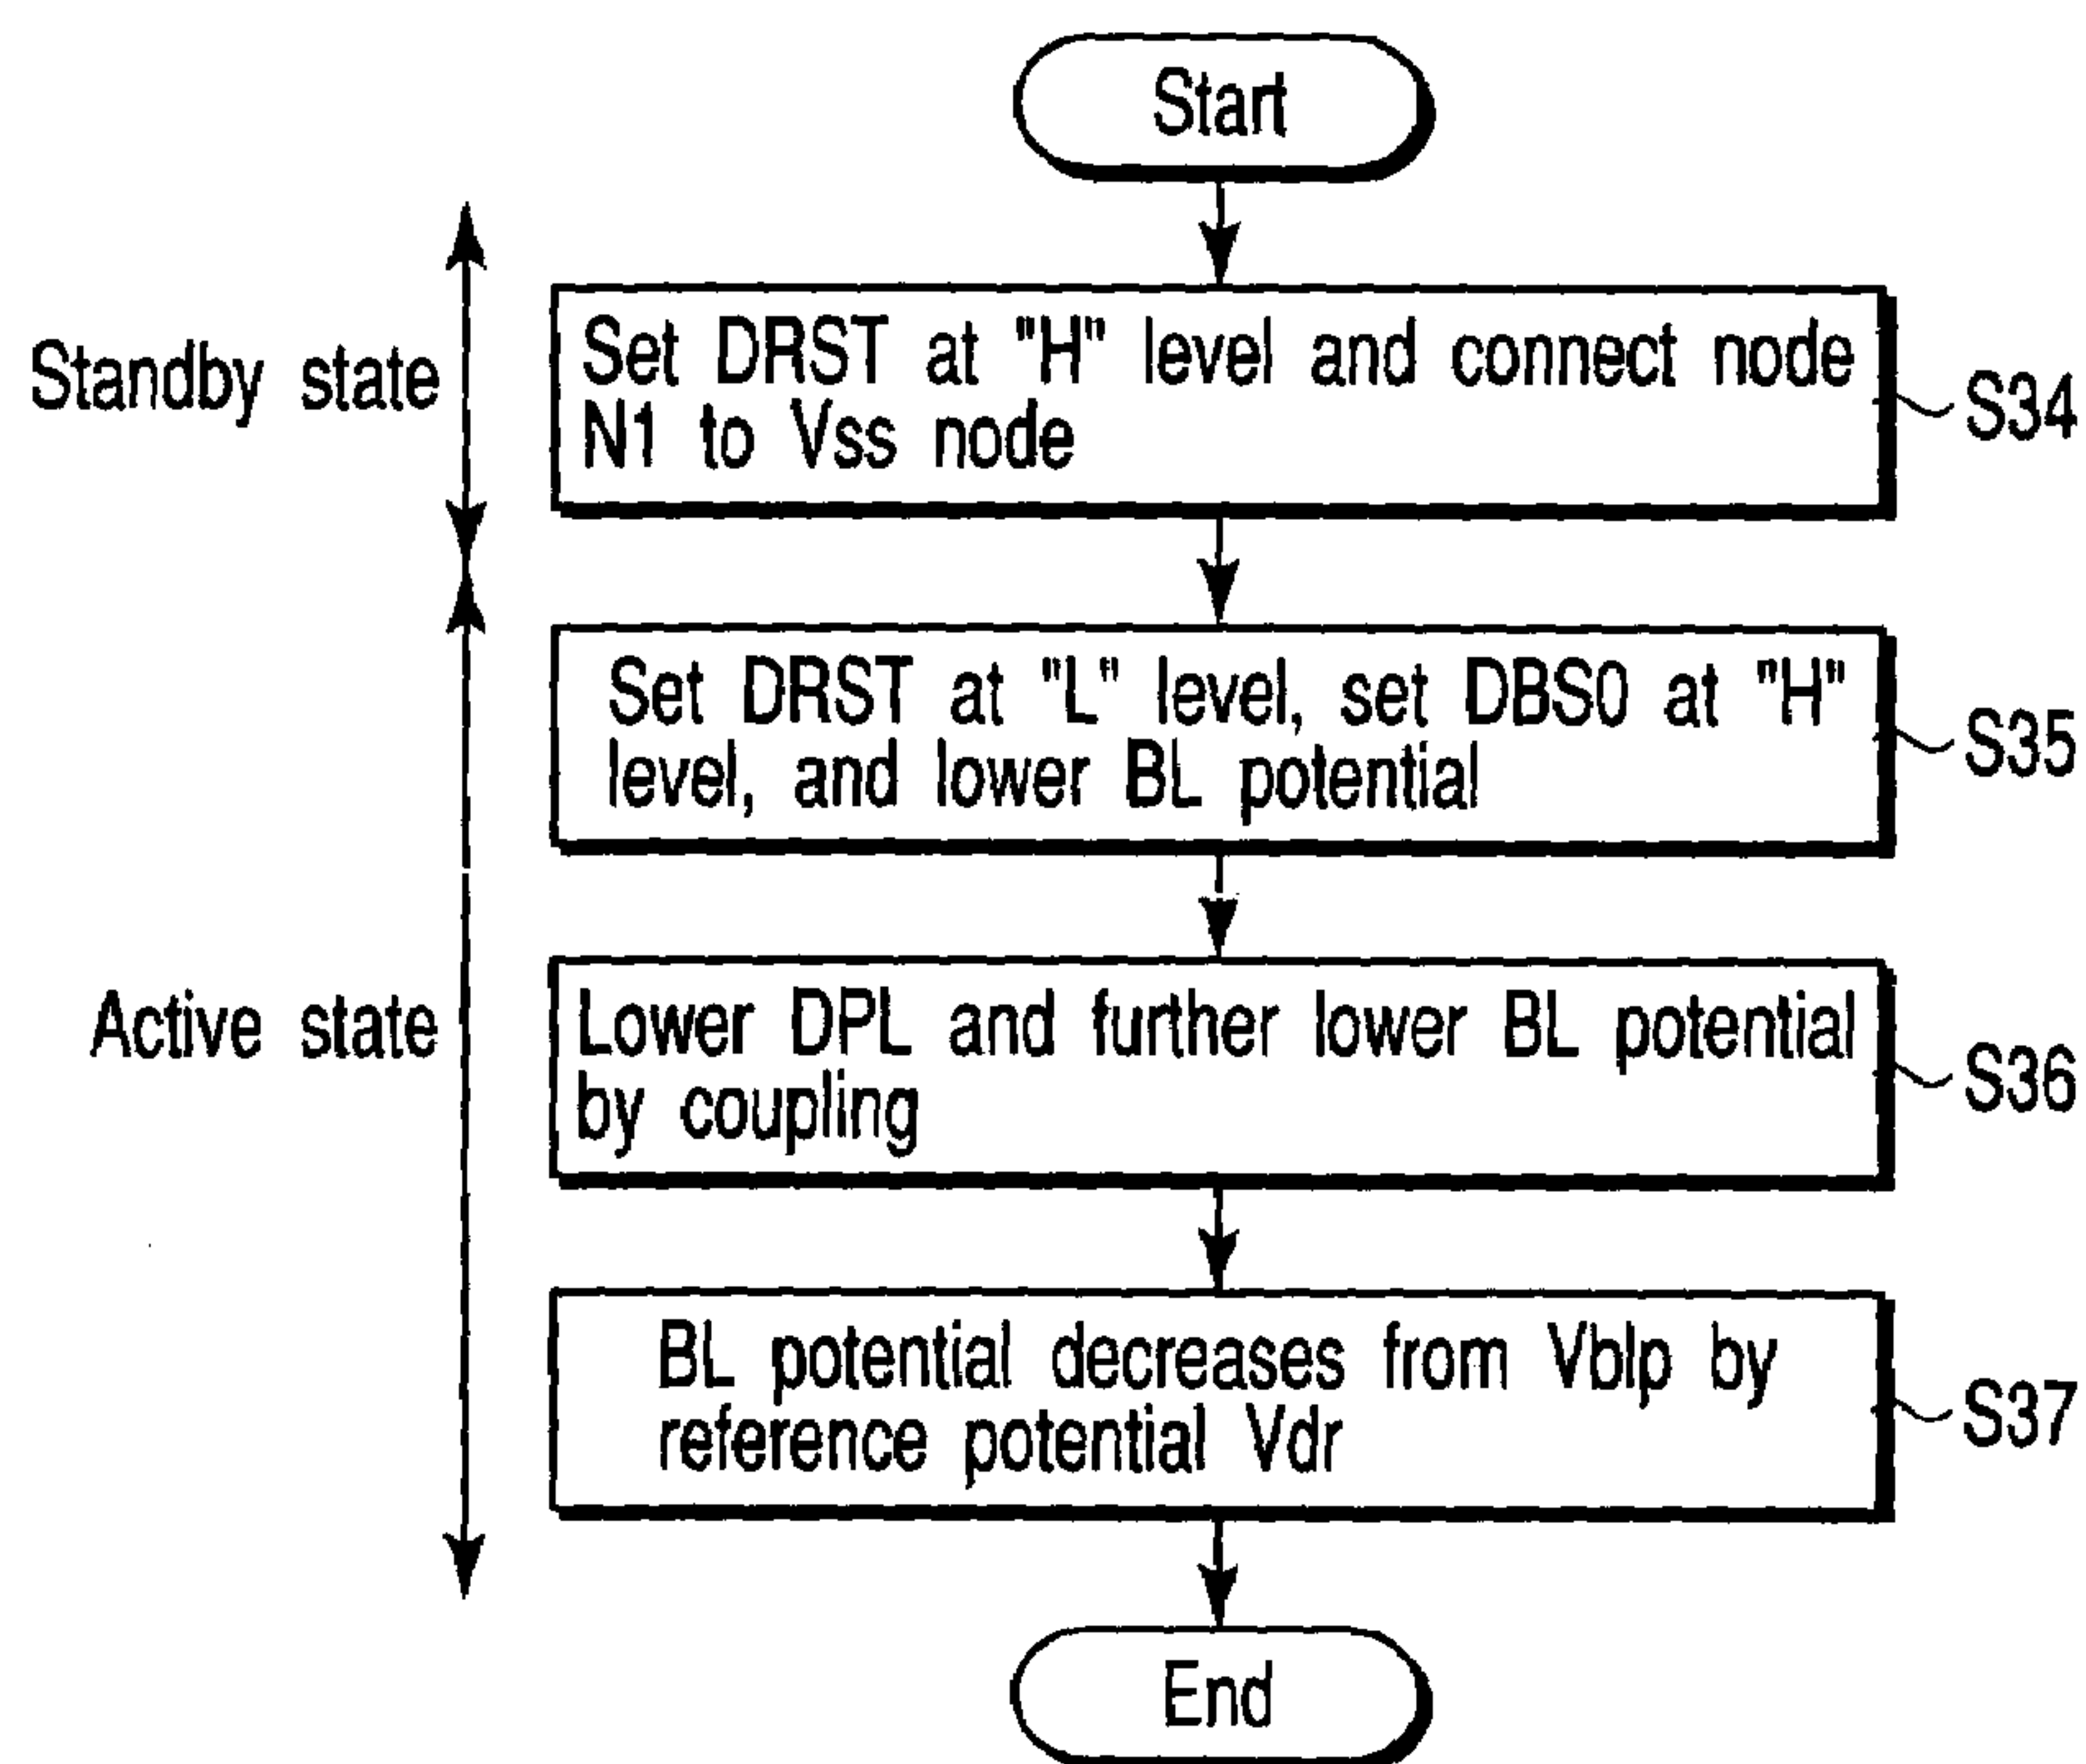 Start
Standby state
Set DRST at "H" level and connect node
N1 to Vss node
S34
Set DRST at "L" level, set DBS0 at "H"
level, and lower BL potential
S35
Active state
Lower DPL and further lower BL potential
by coupling
S36
BL potential decreases from Vblp by
reference potential Vdr
S37
End